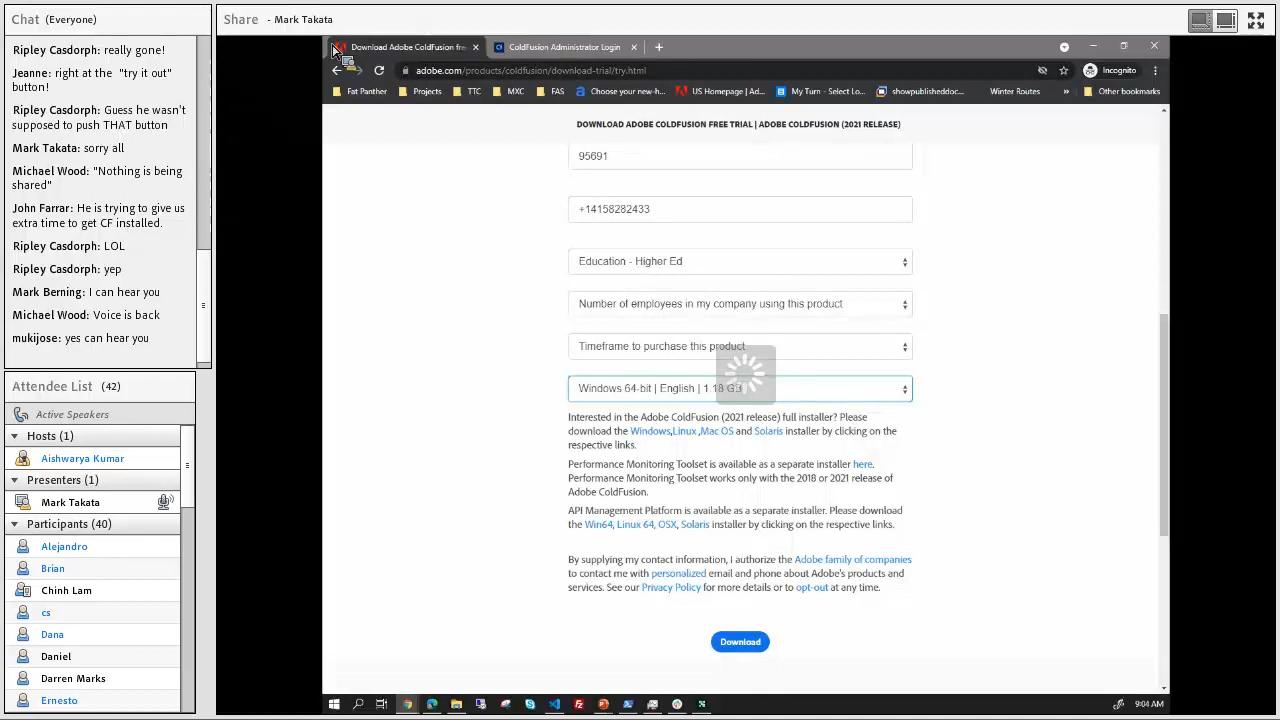 Chat (Everyone)
Ripley Casdorph: really gone!
Jeanne: right at the "try it out"
button!
Ripley Casdorph: Guess he wasn't
supposed to push THAT button
Mark Takata: sorry all
Michael Wood: "Nothing is being
shared"
John Farrar: He is trying to give us
extra time to get CF installed.
Ripley Casdorph: LOL
Ripley Casdorph: yep
Mark Berning: I can hear you
Michael Wood: Voice is back
mukijose: yes can hear you
Attendee List (42)
Active Speakers
Hosts (1)
Aishwarya Kumar
Presenters (1)
Mark Takata
Participants (40)
Alejandro
Brian
Chinh Lam
cs
Dana
Daniel
Darren Marks
Ernesto
Share - Mark Takata
Download Adobe ColdFusion fre
ColdFusion Administrator Login
adobe.com/products/coldfusion/download-trial/try.html
Incognito
Fat Panther
Projects
TTC
MXC
FAS
Choose your new-h...
US Homepage | Ad...
My Turn - Select Lo...
showpublisheddoc...
Winter Routes
»
Other bookmarks
DOWNLOAD ADOBE COLDFUSION FREE TRIAL | ADOBE COLDFUSION (2021 RELEASE)
95691
+14158282433
Education - Higher Ed
Number of employees in my company using this product
Timeframe to purchase this product
Windows 64-bit | English | 1.18 GB
Interested in the Adobe ColdFusion (2021 release) full installer? Please
download the Windows,Linux ,Mac OS and Solaris installer by clicking on the
respective links.
Performance Monitoring Toolset is available as a separate installer here.
Performance Monitoring Toolset works only with the 2018 or 2021 release of
Adobe ColdFusion.
API Management Platform is available as a separate installer. Please download
the Win64, Linux 64, OSX, Solaris installer by clicking on the respective links.
By supplying my contact information, I authorize the Adobe family of companies
to contact me with personalized email and phone about Adobe's products and
services. See our Privacy Policy for more details or to opt-out at any time.
Download
9:04 AM